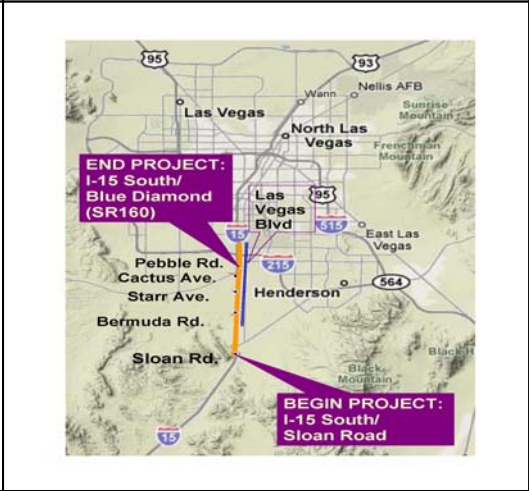 95
93
Nellis AFB
Wann
Las Vegas
Sunrise
Mountain
North Las
Vegas
Frenchman
Mountain
END PROJECT:
I-15 South/
Blue Diamond
(SR160)
Las
Vegas
Blvd
95
15
515
East Las
Vegas
Pebble Rd.
215
Cactus Ave.
564
Starr Ave.
Henderson
Bermuda Rd.
Sloan Rd.
Black
Mountain
Black H
BEGIN PROJECT:
I-15 South/
Sloan Road
15